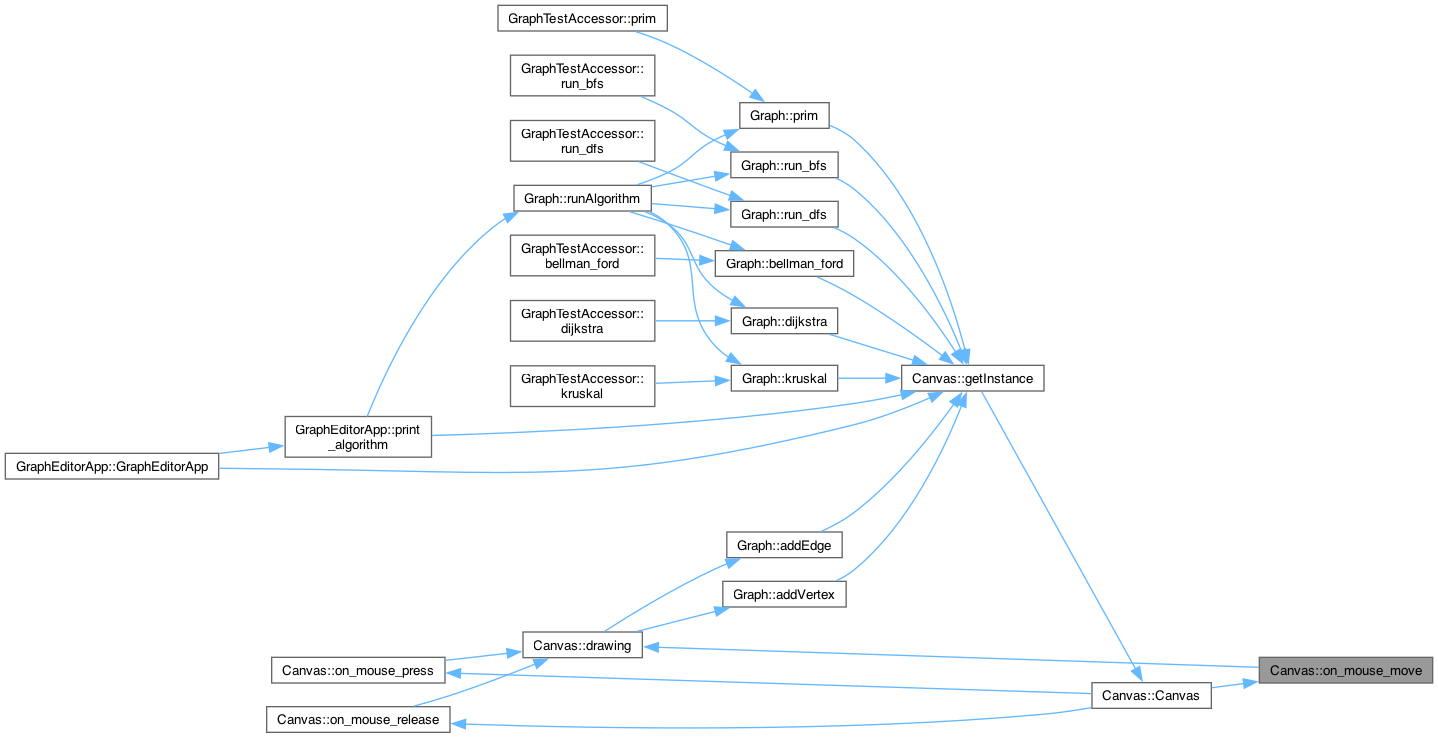 GraphTestAccessor::prim
GraphTestAccessor::
run_bfs
Graph::prim
GraphTestAccessor::
run_dfs
Graph::run_bfs
Graph::runAlgorithm
Graph::run_dfs
GraphTestAccessor::
bellman_ford
Graph::bellman_ford
GraphTestAccessor::
dijkstra
Graph::dijkstra
GraphTestAccessor::
kruskal
Graph::kruskal
Canvas::getInstance
GraphEditorApp::print
_algorithm
GraphEditorApp::GraphEditorApp
Graph::addEdge
Graph::addVertex
Canvas::drawing
Canvas::on_mouse_press
Canvas::on_mouse_move
Canvas::Canvas
Canvas::on_mouse_release